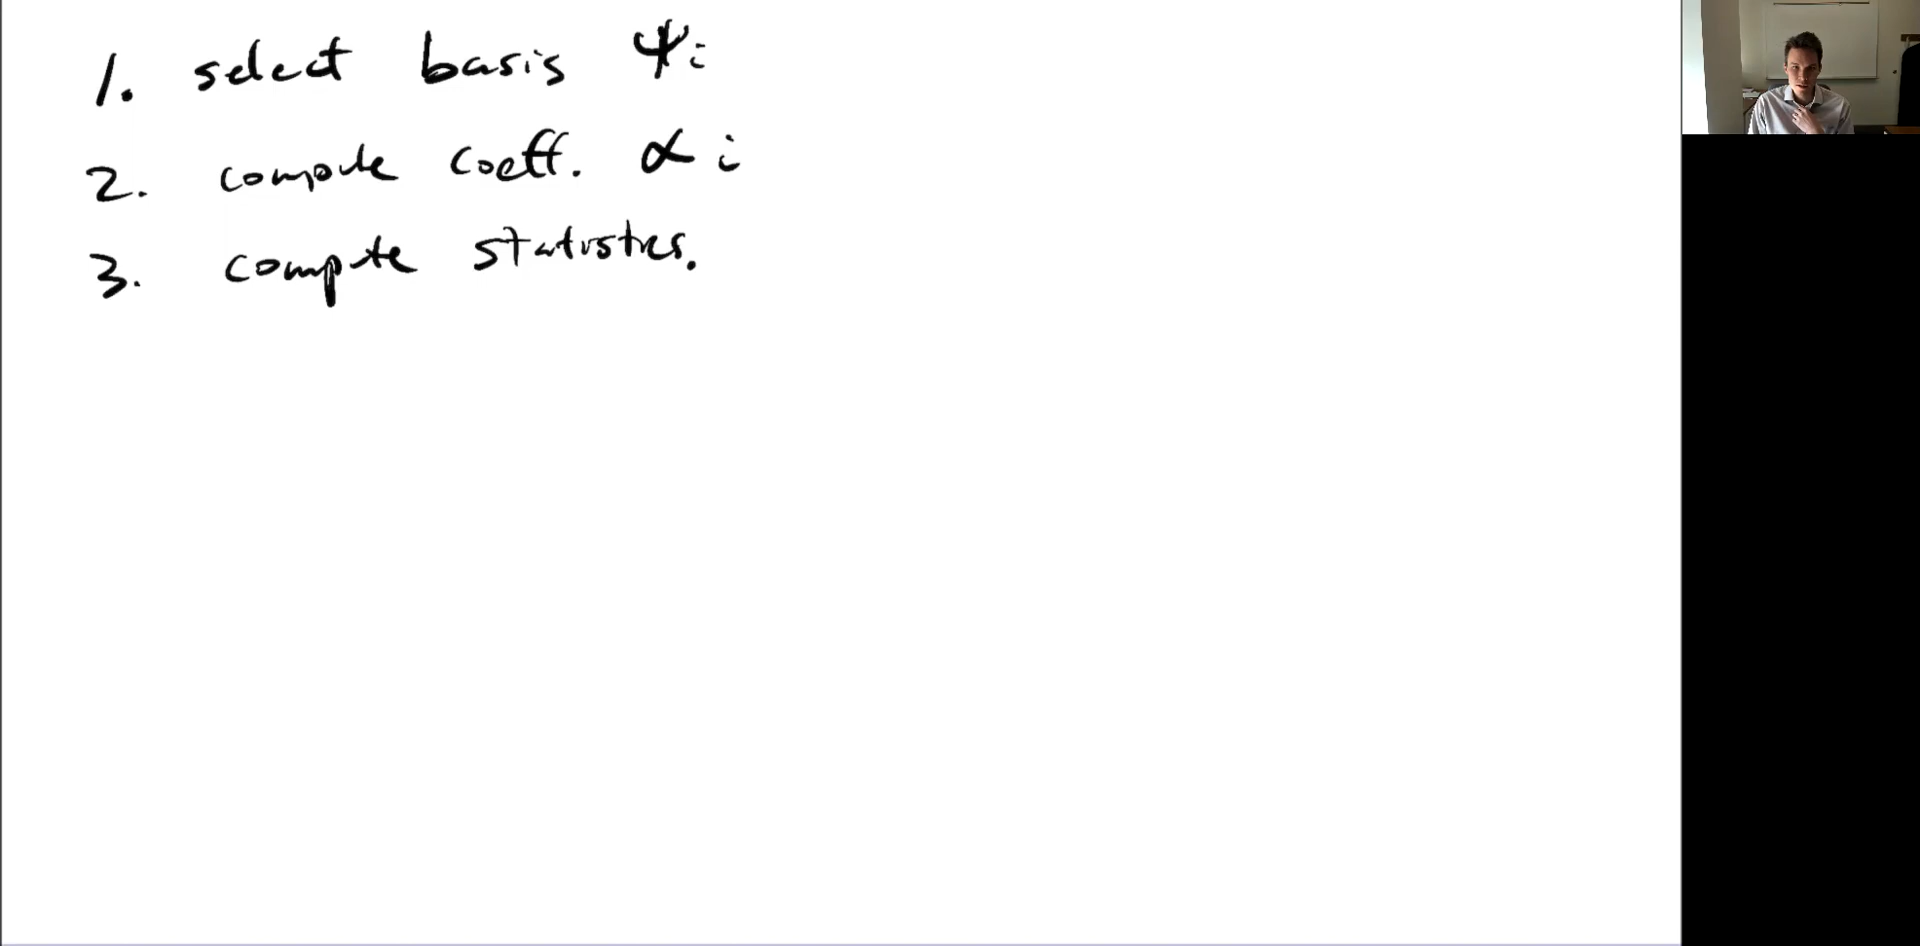 1. select basis ψi
2. compute coeff. αi
3. compute statistics.